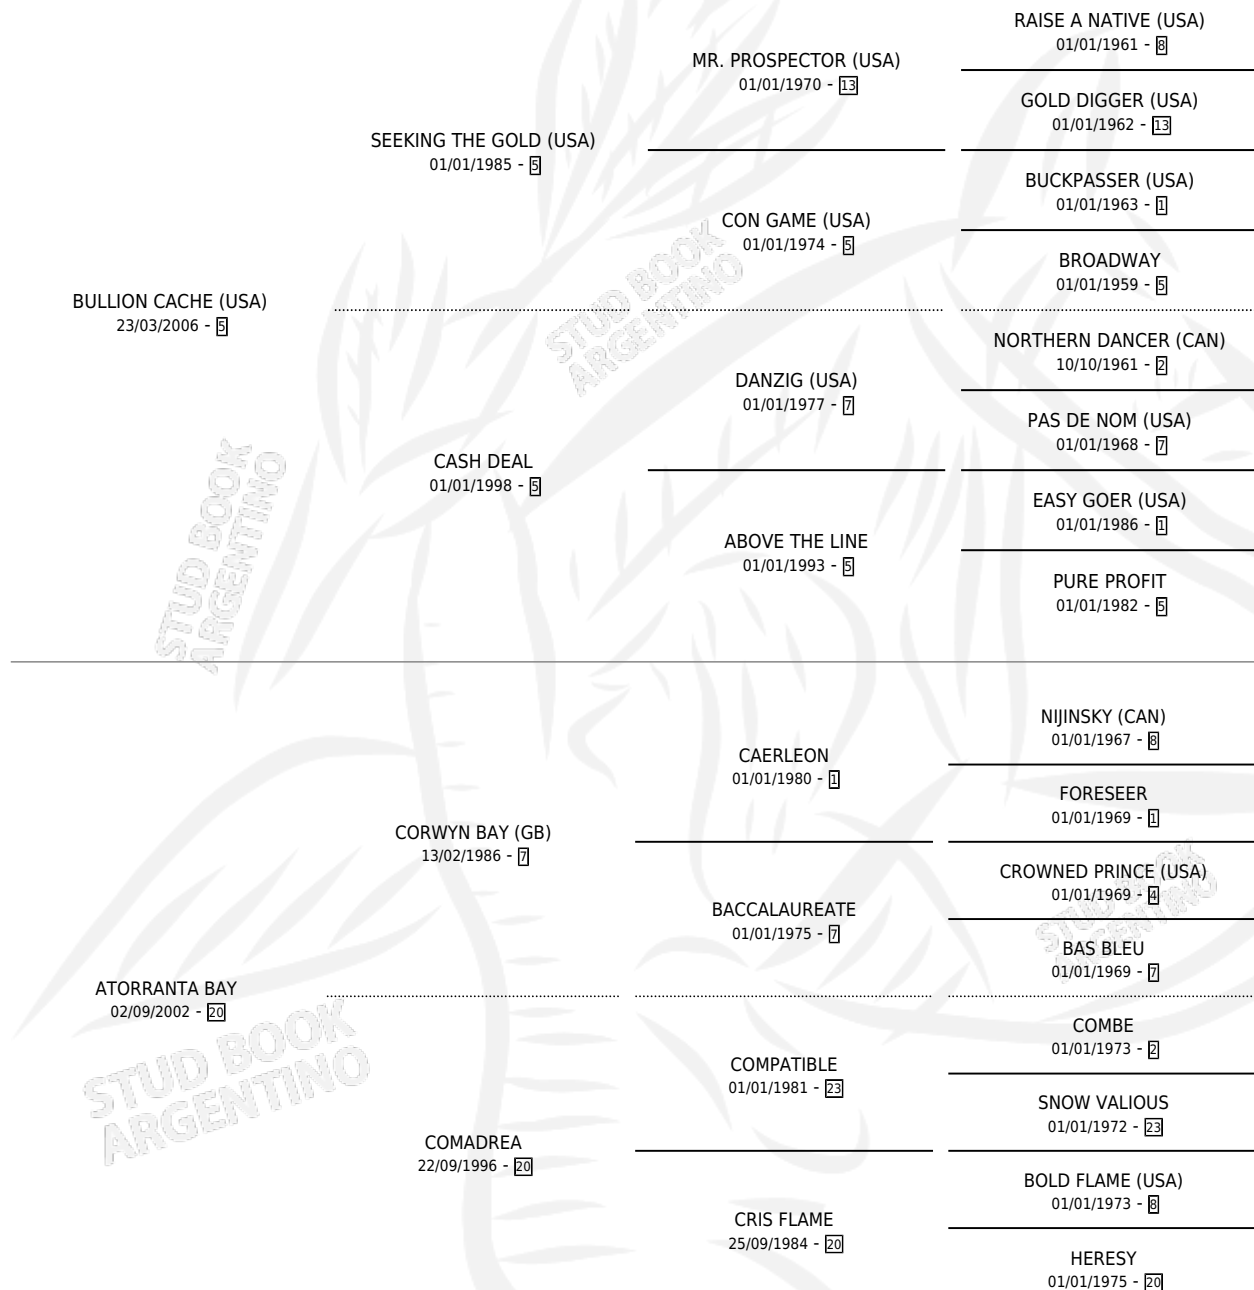 RAISE A NATIVE (USA)
01/01/1961 - 8
MR. PROSPECTOR (USA)
01/01/1970 - 13
GOLD DIGGER (USA)
01/01/1962 - 13
SEEKING THE GOLD (USA)
01/01/1985 - 5
BUCKPASSER (USA)
01/01/1963 - 1
CON GAME (USA)
01/01/1974 - 5
BROADWAY
01/01/1959 - 5
BULLION CACHE (USA)
23/03/2006 - 5
NORTHERN DANCER (CAN)
10/10/1961 - 2
DANZIG (USA)
01/01/1977 - 7
PAS DE NOM (USA)
01/01/1968 - 7
CASH DEAL
01/01/1998 - 5
EASY GOER (USA)
01/01/1986 - 1
ABOVE THE LINE
01/01/1993 - 5
PURE PROFIT
01/01/1982 - 5
NIJINSKY (CAN)
01/01/1967 - 8
CAERLEON
01/01/1980 - 1
FORESEER
01/01/1969 - 1
CORWYN BAY (GB)
13/02/1986 - 7
CROWNED PRINCE (USA)
01/01/1969 - 4
BACCALAUREATE
01/01/1975 - 7
BAS BLEU
01/01/1969 - 7
ATORRANTA BAY
02/09/2002 - 20
COMBE
01/01/1973 - 2
COMPATIBLE
01/01/1981 - 23
SNOW VALIOUS
01/01/1972 - 23
COMADREA
22/09/1996 - 20
BOLD FLAME (USA)
01/01/1973 - 8
CRIS FLAME
25/09/1984 - 20
HERESY
01/01/1975 - 20
STUD BOOK
ARGENTINO
STUD BOOK
ARGENTINO
STUD BOOK
ARGENTINO
STUD BOOK
ARGENTINO